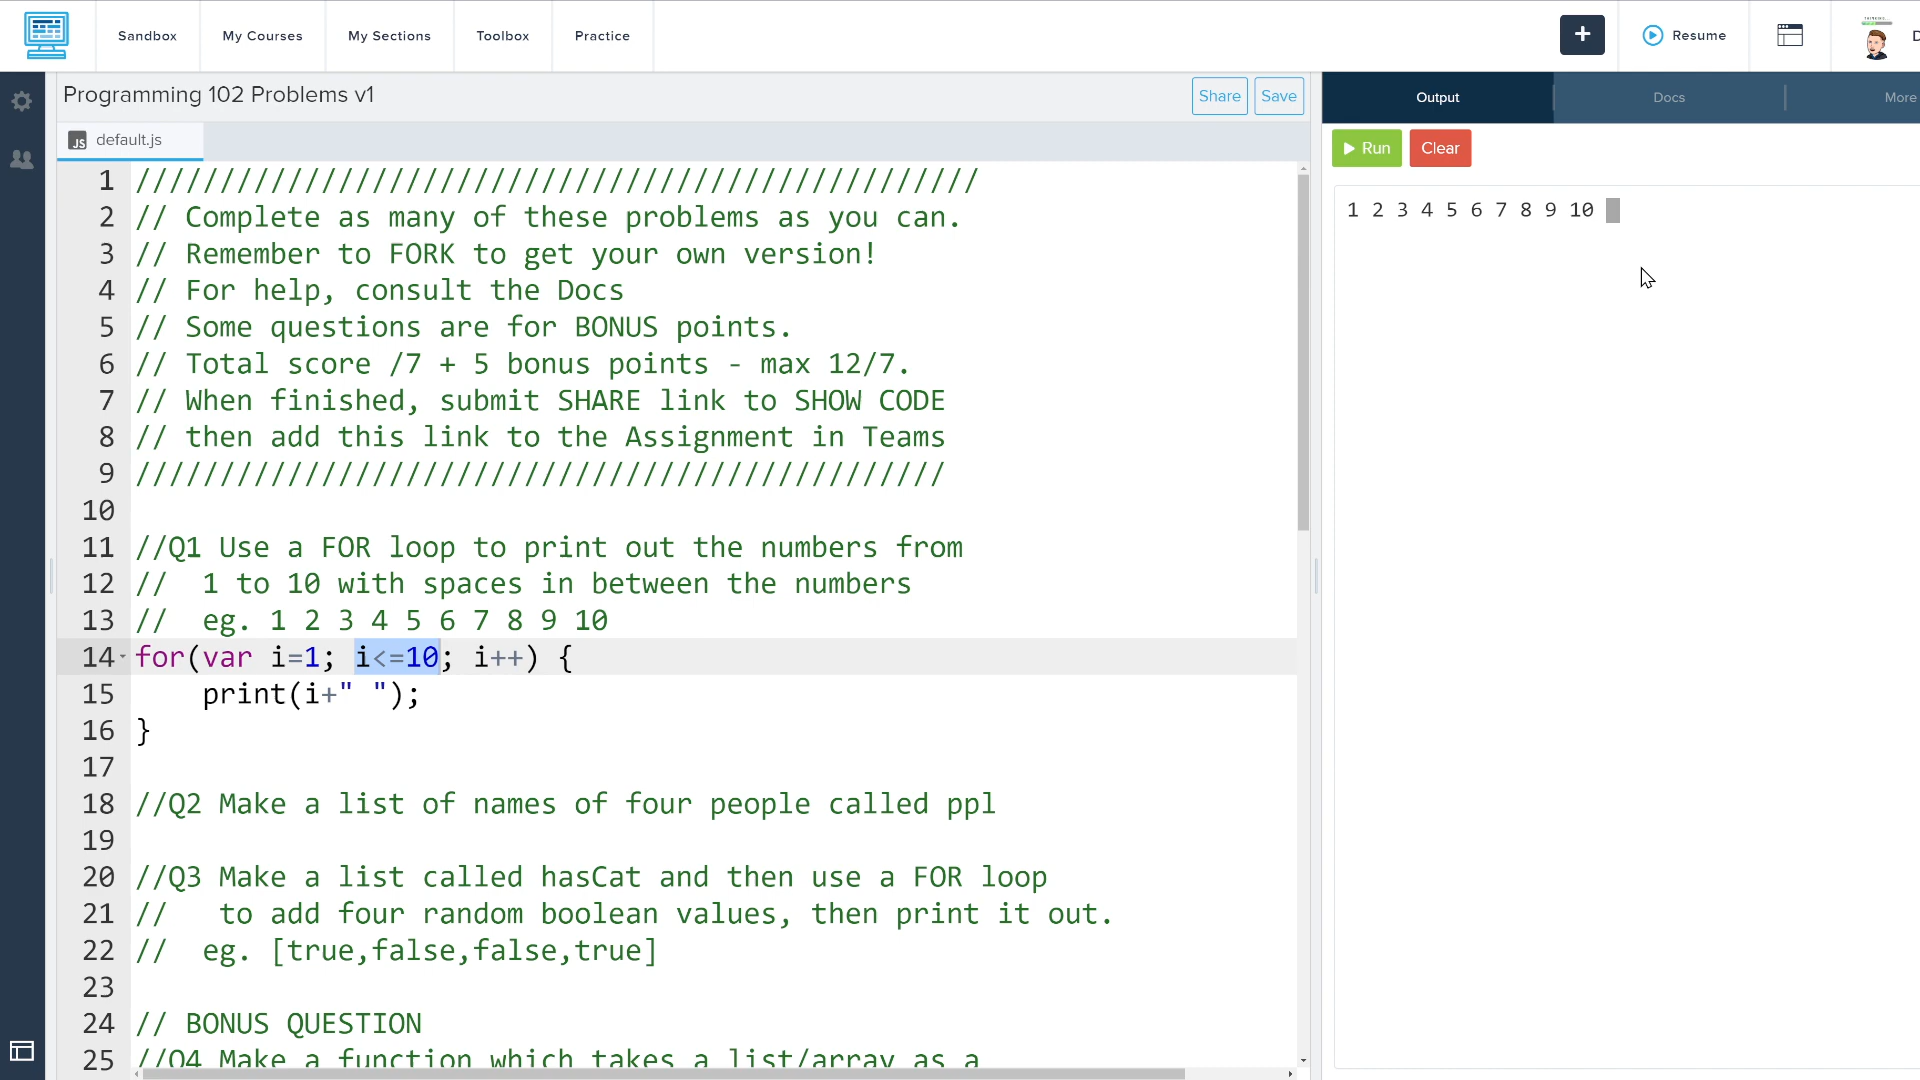 Sandbox
My Courses
My Sections
Toolbox
Practice
+
Resume
Programming 102 Problems v1
Share
Save
JS default.js
Output
Docs
More
Run
Clear
1 2 3 4 5 6 7 8 9 10
1 //////////////////////////////////////////////////
2 // Complete as many of these problems as you can.
3 // Remember to FORK to get your own version!
4 // For help, consult the Docs
5 // Some questions are for BONUS points.
6 // Total score /7 + 5 bonus points - max 12/7.
7 // When finished, submit SHARE link to SHOW CODE
8 // then add this link to the Assignment in Teams
9 ////////////////////////////////////////////////
10
11 //Q1 Use a FOR loop to print out the numbers from
12 //  1 to 10 with spaces in between the numbers
13 //  eg. 1 2 3 4 5 6 7 8 9 10
14 for(var i=1; i<=10; i++) {
15     print(i+" ");
16 }
17
18 //Q2 Make a list of names of four people called ppl
19
20 //Q3 Make a list called hasCat and then use a FOR loop
21 //   to add four random boolean values, then print it out.
22 //  eg. [true,false,false,true]
23
24 // BONUS QUESTION
25 //Q4 Make a function which takes a list/array as a